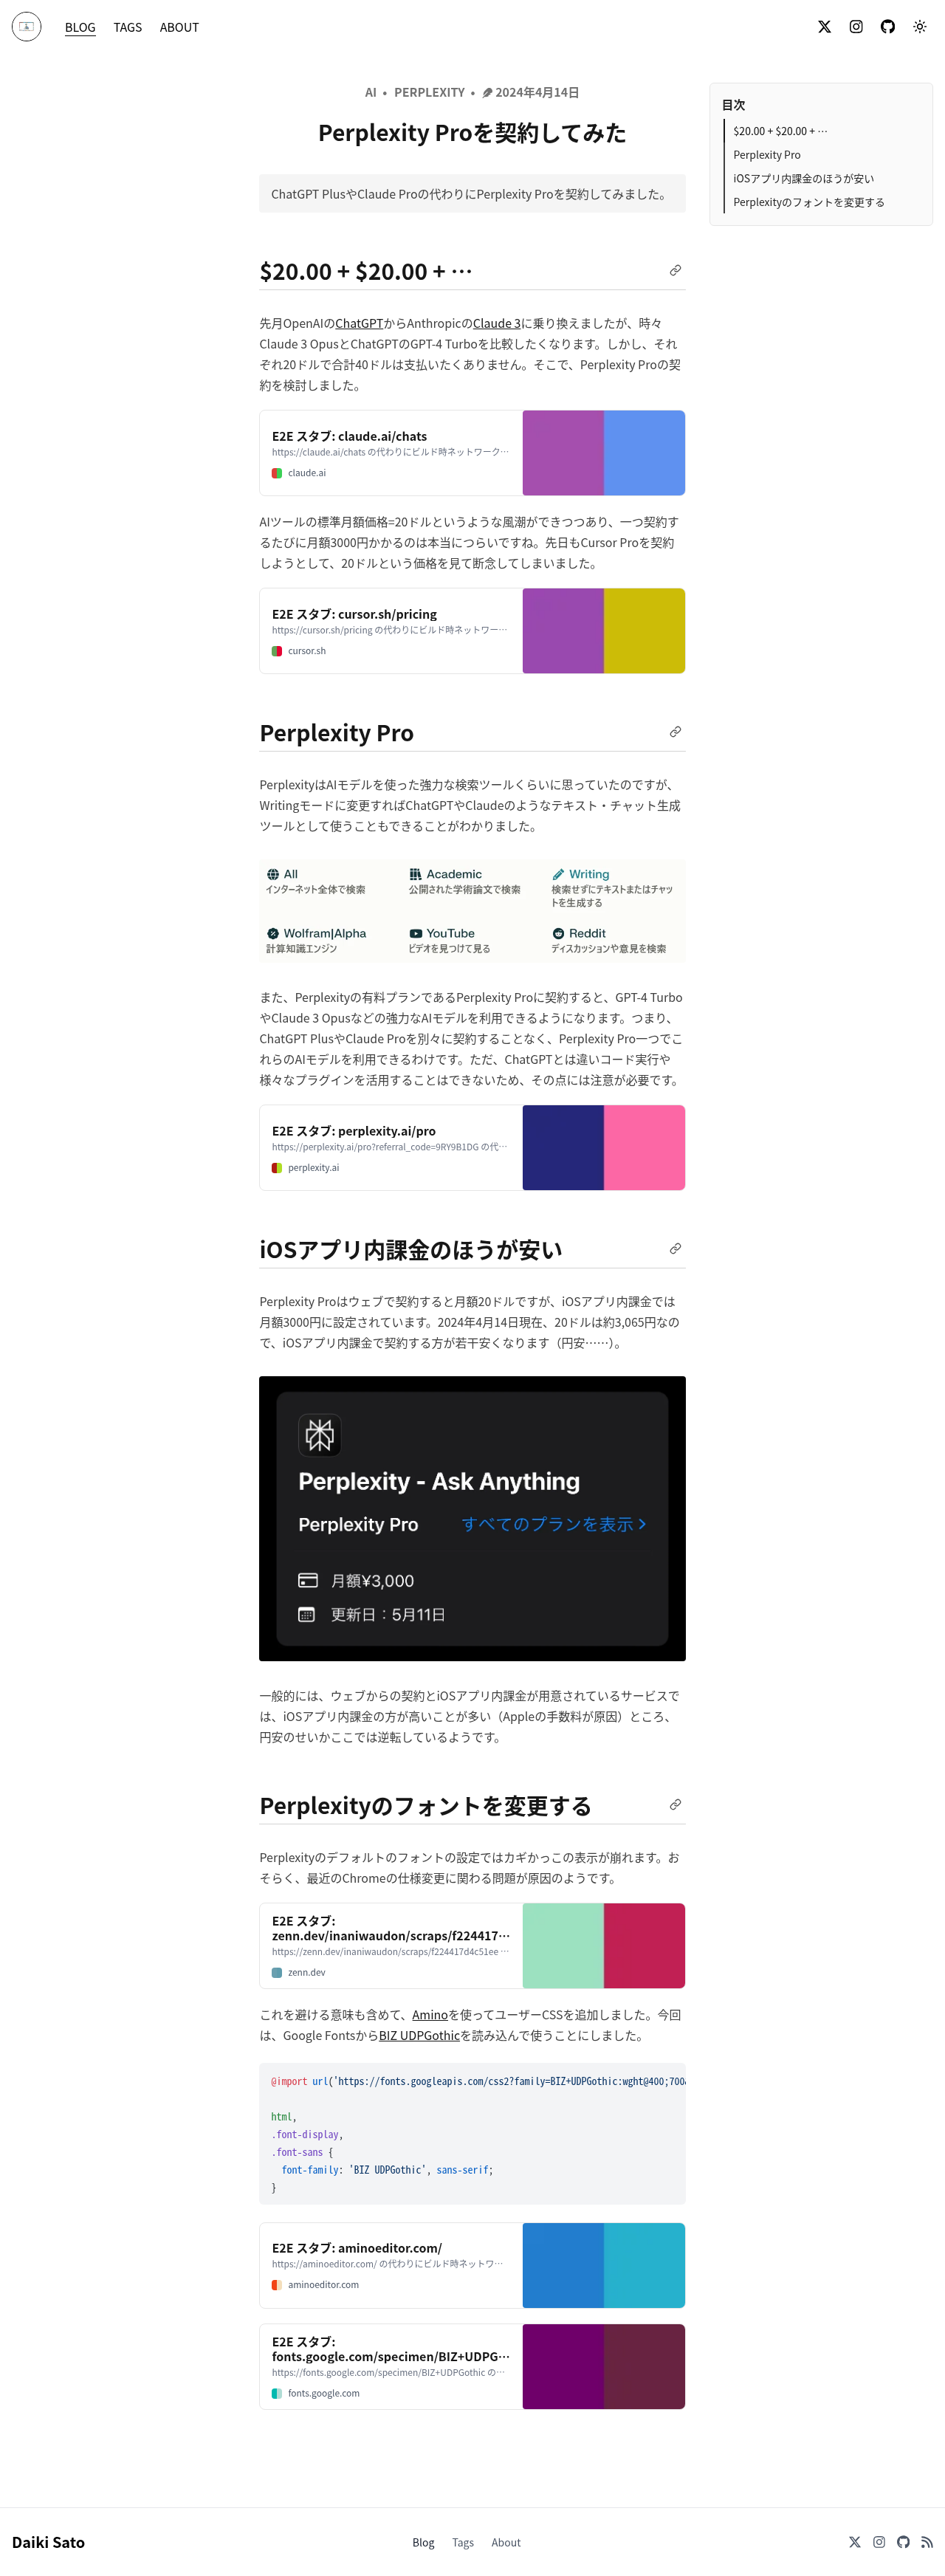 BLOG TAGS ABOUT
AI • PERPLEXITY • 2024年4月14日
Perplexity Proを契約してみた
ChatGPT PlusやClaude Proの代わりにPerplexity Proを契約してみました。
目次
$20.00 + $20.00 + …
Perplexity Pro
iOSアプリ内課金のほうが安い
Perplexityのフォントを変更する
$20.00 + $20.00 + …
先月OpenAIのChatGPTからAnthropicのClaude 3に乗り換えましたが、時々
Claude 3 OpusとChatGPTのGPT-4 Turboを比較したくなります。しかし、それ
ぞれ20ドルで合計40ドルは支払いたくありません。そこで、Perplexity Proの契
約を検討しました。
E2E スタブ: claude.ai/chats
https://claude.ai/chats の代わりにビルド時ネットワーク…
claude.ai
AIツールの標準月額価格=20ドルというような風潮ができつつあり、一つ契約す
るたびに月額3000円かかるのは本当につらいですね。先日もCursor Proを契約
しようとして、20ドルという価格を見て断念してしまいました。
E2E スタブ: cursor.sh/pricing
https://cursor.sh/pricing の代わりにビルド時ネットワー…
cursor.sh
Perplexity Pro
PerplexityはAIモデルを使った強力な検索ツールくらいに思っていたのですが、
Writingモードに変更すればChatGPTやClaudeのようなテキスト・チャット生成
ツールとして使うこともできることがわかりました。
All Academic Writing
インターネット全体で検索 公開された学術論文で検索 検索せずにテキストまたはチャッ
トを生成する
Wolfram|Alpha YouTube Reddit
計算知識エンジン ビデオを見つけて見る ディスカッションや意見を検索
また、Perplexityの有料プランであるPerplexity Proに契約すると、GPT-4 Turbo
やClaude 3 Opusなどの強力なAIモデルを利用できるようになります。つまり、
ChatGPT PlusやClaude Proを別々に契約することなく、Perplexity Pro一つでこ
れらのAIモデルを利用できるわけです。ただ、ChatGPTとは違いコード実行や
様々なプラグインを活用することはできないため、その点には注意が必要です。
E2E スタブ: perplexity.ai/pro
https://perplexity.ai/pro?referral_code=9RY9B1DG の代…
perplexity.ai
iOSアプリ内課金のほうが安い
Perplexity Proはウェブで契約すると月額20ドルですが、iOSアプリ内課金では
月額3000円に設定されています。2024年4月14日現在、20ドルは約3,065円なの
で、iOSアプリ内課金で契約する方が若干安くなります（円安……）。
Perplexity - Ask Anything
Perplexity Pro すべてのプランを表示
月額¥3,000
更新日：5月11日
一般的には、ウェブからの契約とiOSアプリ内課金が用意されているサービスで
は、iOSアプリ内課金の方が高いことが多い（Appleの手数料が原因）ところ、
円安のせいかここでは逆転しているようです。
Perplexityのフォントを変更する
Perplexityのデフォルトのフォントの設定ではカギかっこの表示が崩れます。お
そらく、最近のChromeの仕様変更に関わる問題が原因のようです。
E2E スタブ:
zenn.dev/inaniwaudon/scraps/f224417…
https://zenn.dev/inaniwaudon/scraps/f224417d4c51ee …
zenn.dev
これを避ける意味も含めて、Aminoを使ってユーザーCSSを追加しました。今回
は、Google FontsからBIZ UDPGothicを読み込んで使うことにしました。
@import url('https://fonts.googleapis.com/css2?family=BIZ+UDPGothic:wght@400;700&
html,
.font-display,
.font-sans {
font-family: 'BIZ UDPGothic', sans-serif;
}
E2E スタブ: aminoeditor.com/
https://aminoeditor.com/ の代わりにビルド時ネットワ…
aminoeditor.com
E2E スタブ:
fonts.google.com/specimen/BIZ+UDPG…
https://fonts.google.com/specimen/BIZ+UDPGothic の…
fonts.google.com
Daiki Sato Blog Tags About